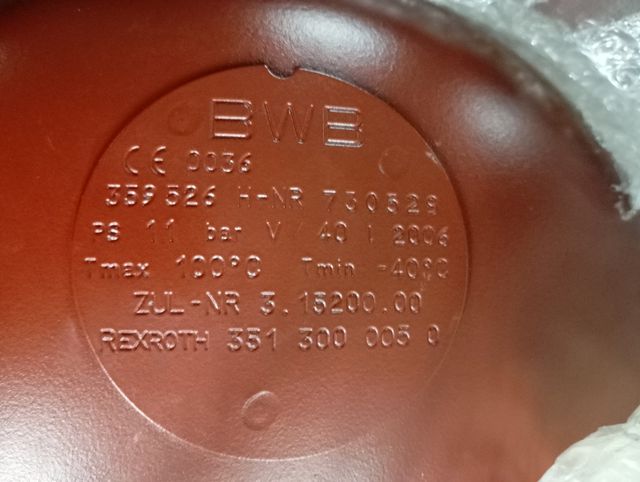 BWB
CE 0036
359526 H-NR 730529
PS 11 bar V 40 l 2006
Tmax 100°C Tmin -40°C
ZUL-NR 3.15200.00
REXROTH 351 300 005 0